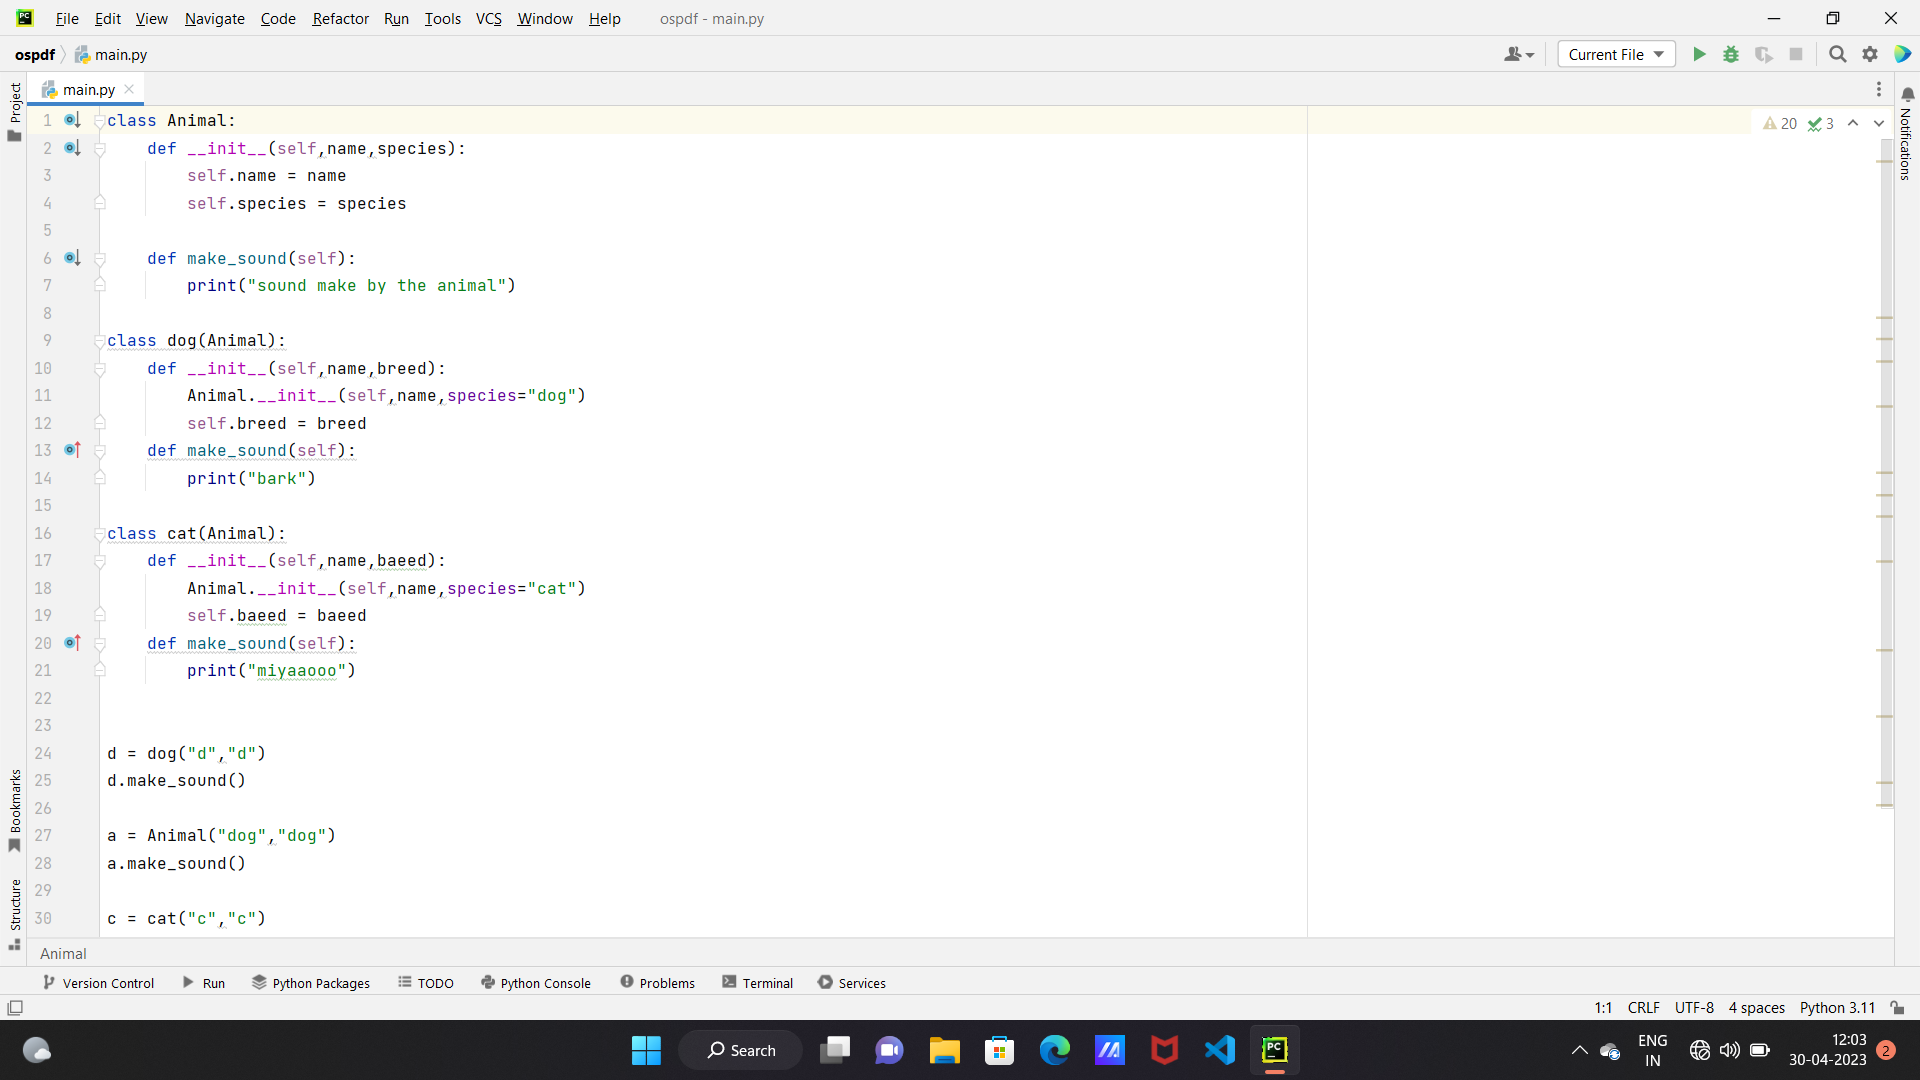 File Edit View Navigate Code Refactor Run Tools VCS Window Help ospdf - main.py
ospdf main.py Current File
Project
main.py
20 3
Notifications
1 class Animal:
2     def __init__(self,name,species):
3         self.name = name
4         self.species = species
5
6     def make_sound(self):
7         print("sound make by the animal")
8
9 class dog(Animal):
10     def __init__(self,name,breed):
11         Animal.__init__(self,name,species="dog")
12         self.breed = breed
13     def make_sound(self):
14         print("bark")
15
16 class cat(Animal):
17     def __init__(self,name,baeed):
18         Animal.__init__(self,name,species="cat")
19         self.baeed = baeed
20     def make_sound(self):
21         print("miyaaooo")
22
23
24 d = dog("d","d")
25 d.make_sound()
26
27 a = Animal("dog","dog")
28 a.make_sound()
29
30 c = cat("c","c")
Bookmarks
Structure
Animal
Version Control Run Python Packages TODO Python Console Problems Terminal Services
1:1 CRLF UTF-8 4 spaces Python 3.11
Search
ENG
IN
12:03
30-04-2023
2